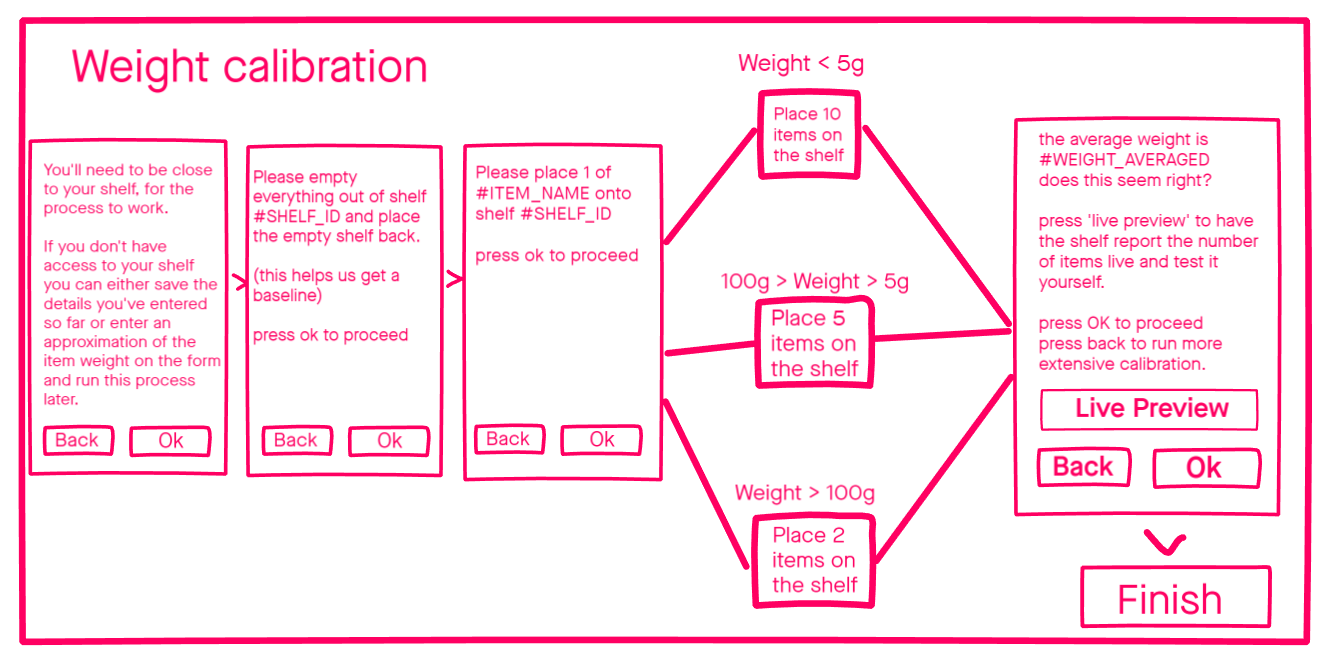 Weight calibration
You'll need to be close
to your shelf, for the
process to work.
If you don't have
access to your shelf
you can either save the
details you've entered
so far or enter an
approximation of the
item weight on the form
and run this process
later.
Back
Ok
>
Please empty
everything out of shelf
#SHELF_ID and place
the empty shelf back.
(this helps us get a
baseline)
press ok to proceed
Back
Ok
>
Please place 1 of
#ITEM_NAME onto
shelf #SHELF_ID
press ok to proceed
Back
Ok
Weight < 5g
Place 10
items on
the shelf
100g > Weight > 5g
Place 5
items on
the shelf
Weight > 100g
Place 2
items on
the shelf
the average weight is
#WEIGHT_AVERAGED
does this seem right?
press 'live preview' to have
the shelf report the number
of items live and test it
yourself.
press OK to proceed
press back to run more
extensive calibration.
Live Preview
Back
Ok
Finish